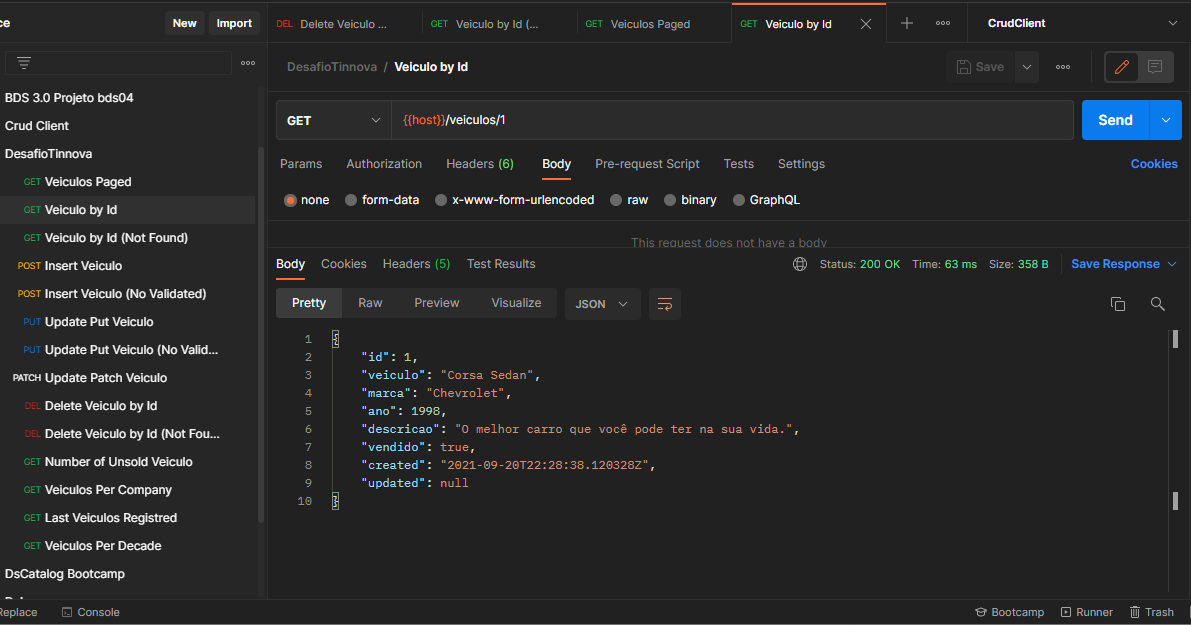 ce New Import
DEL Delete Veiculo ... GET Veiculo by Id (... GET Veiculos Paged GET Veiculo by Id CrudClient
DesafioTinnova / Veiculo by Id Save
BDS 3.0 Projeto bds04
Crud Client
DesafioTinnova
GET Veiculos Paged
GET Veiculo by Id
GET Veiculo by Id (Not Found)
POST Insert Veiculo
POST Insert Veiculo (No Validated)
PUT Update Put Veiculo
PUT Update Put Veiculo (No Valid...
PATCH Update Patch Veiculo
DEL Delete Veiculo by Id
DEL Delete Veiculo by Id (Not Fou...
GET Number of Unsold Veiculo
GET Veiculos Per Company
GET Last Veiculos Registred
GET Veiculos Per Decade
DsCatalog Bootcamp
GET {{host}}/veiculos/1 Send
Params Authorization Headers (6) Body Pre-request Script Tests Settings Cookies
none form-data x-www-form-urlencoded raw binary GraphQL
This request does not have a body
Body Cookies Headers (5) Test Results Status: 200 OK Time: 63 ms Size: 358 B Save Response
Pretty Raw Preview Visualize JSON
1 {
2 "id": 1,
3 "veiculo": "Corsa Sedan",
4 "marca": "Chevrolet",
5 "ano": 1998,
6 "descricao": "O melhor carro que você pode ter na sua vida.",
7 "vendido": true,
8 "created": "2021-09-20T22:28:38.120328Z",
9 "updated": null
10 }
Replace Console Bootcamp Runner Trash